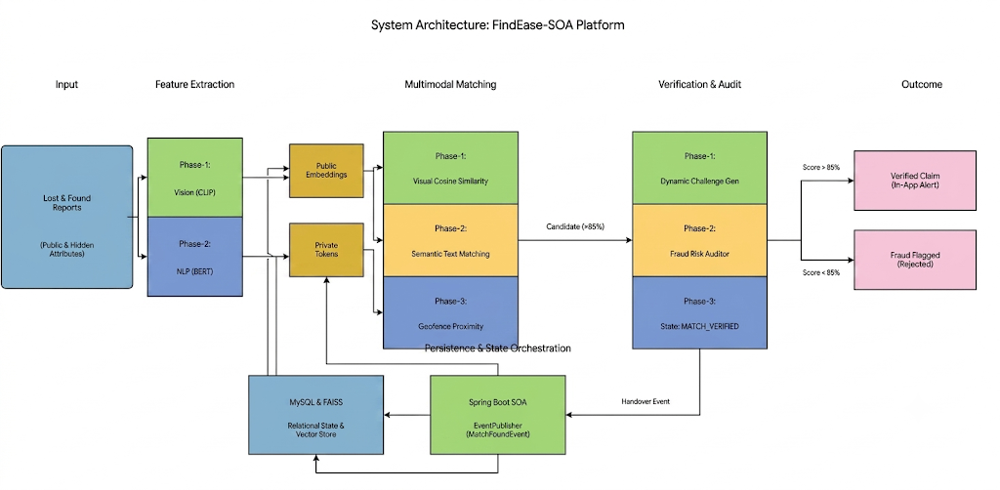 System Architecture: FindEase-SOA Platform
Input
Feature Extraction
Multimodal Matching
Verification & Audit
Outcome
Lost & Found
Reports
(Public & Hidden
Attributes)
Phase-1:
Vision (CLIP)
Phase-2:
NLP (BERT)
Public
Embeddings
Private
Tokens
Phase-1:
Visual Cosine Similarity
Phase-2:
Semantic Text Matching
Phase-3:
Geofence Proximity
Candidate (>85%)
Phase-1:
Dynamic Challenge Gen
Phase-2:
Fraud Risk Auditor
Phase-3:
State: MATCH_VERIFIED
Score > 85%
Verified Claim
(In-App Alert)
Fraud Flagged
(Rejected)
Score < 85%
Persistence & State Orchestration
MySQL & FAISS
Relational State &
Vector Store
Spring Boot SOA
EventPublisher
(MatchFoundEvent)
Handover Event